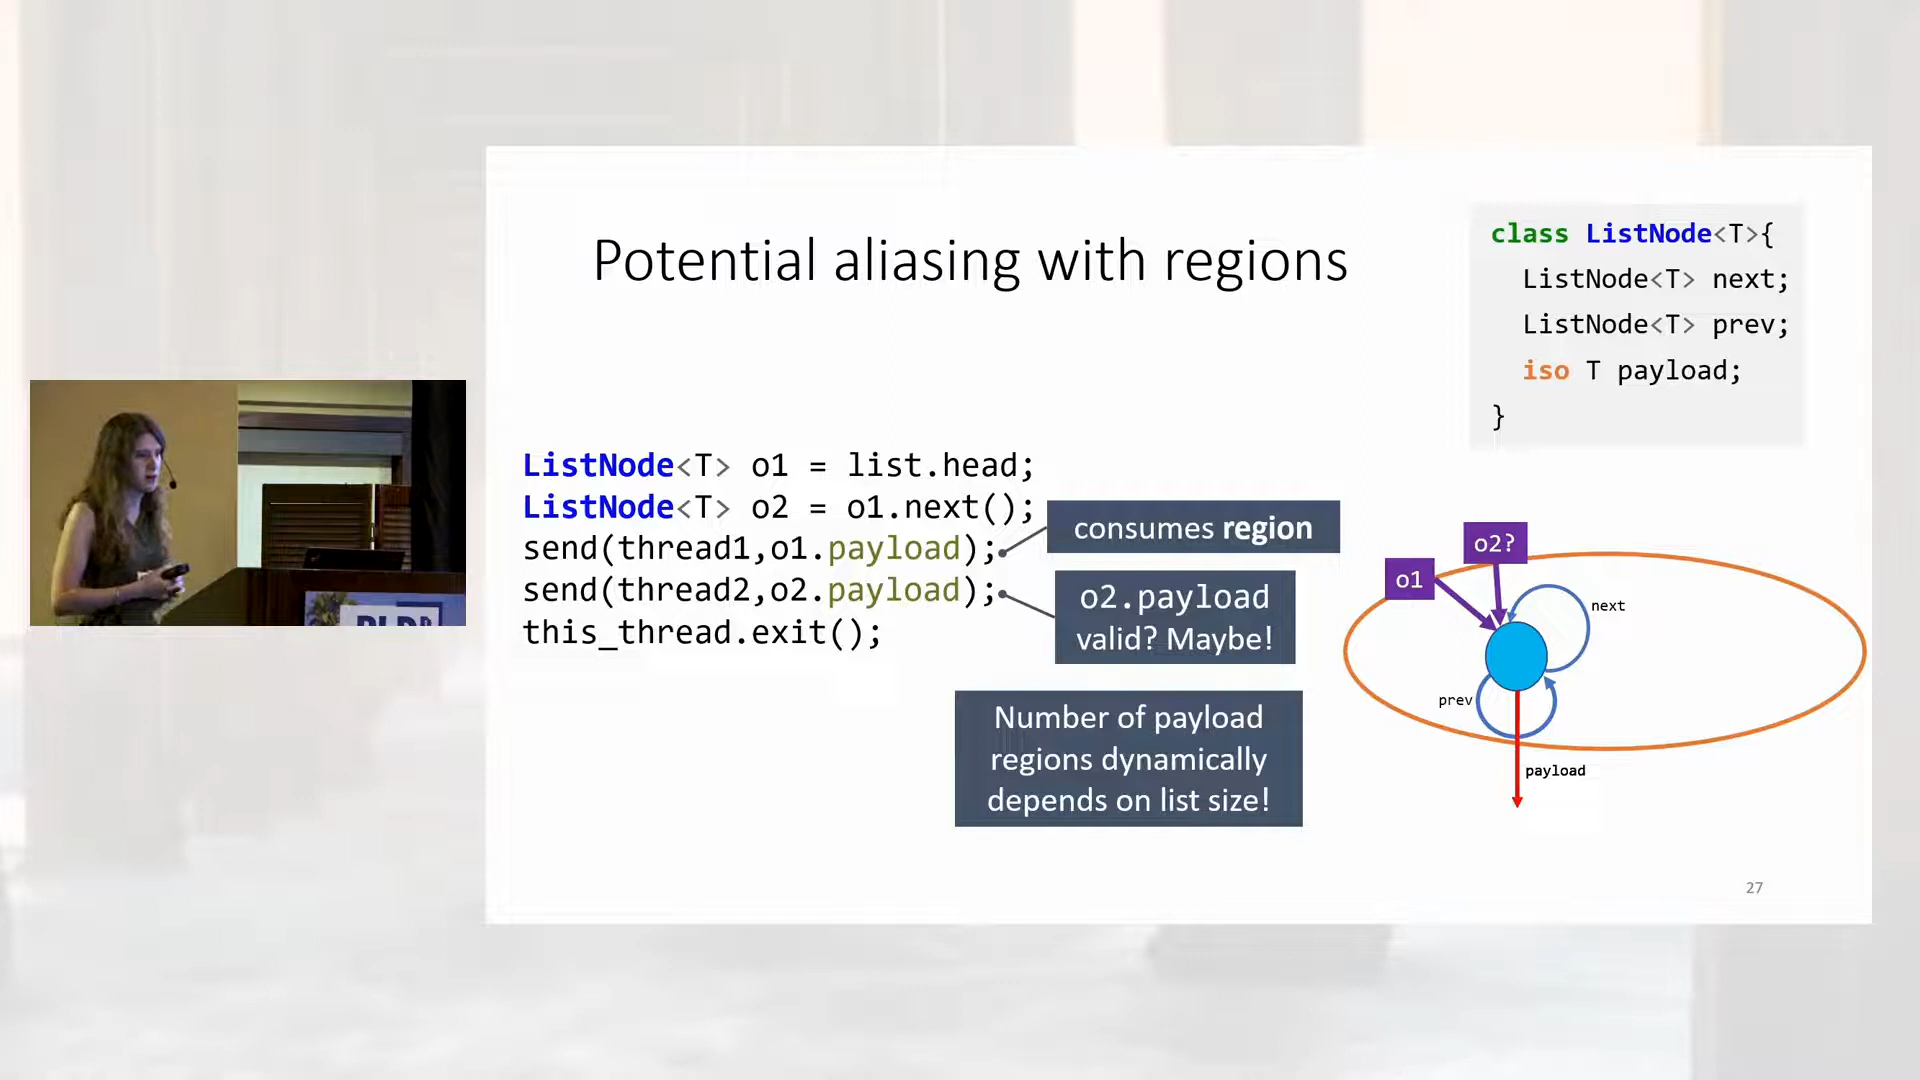 Potential aliasing with regions
class ListNode<T>{
ListNode<T> next;
ListNode<T> prev;
iso T payload;
}
ListNode<T> o1 = list.head;
ListNode<T> o2 = o1.next();
send(thread1,o1.payload);
send(thread2,o2.payload);
this_thread.exit();
consumes region
o2.payload
valid? Maybe!
Number of payload
regions dynamically
depends on list size!
o2?
o1
next
prev
payload
27